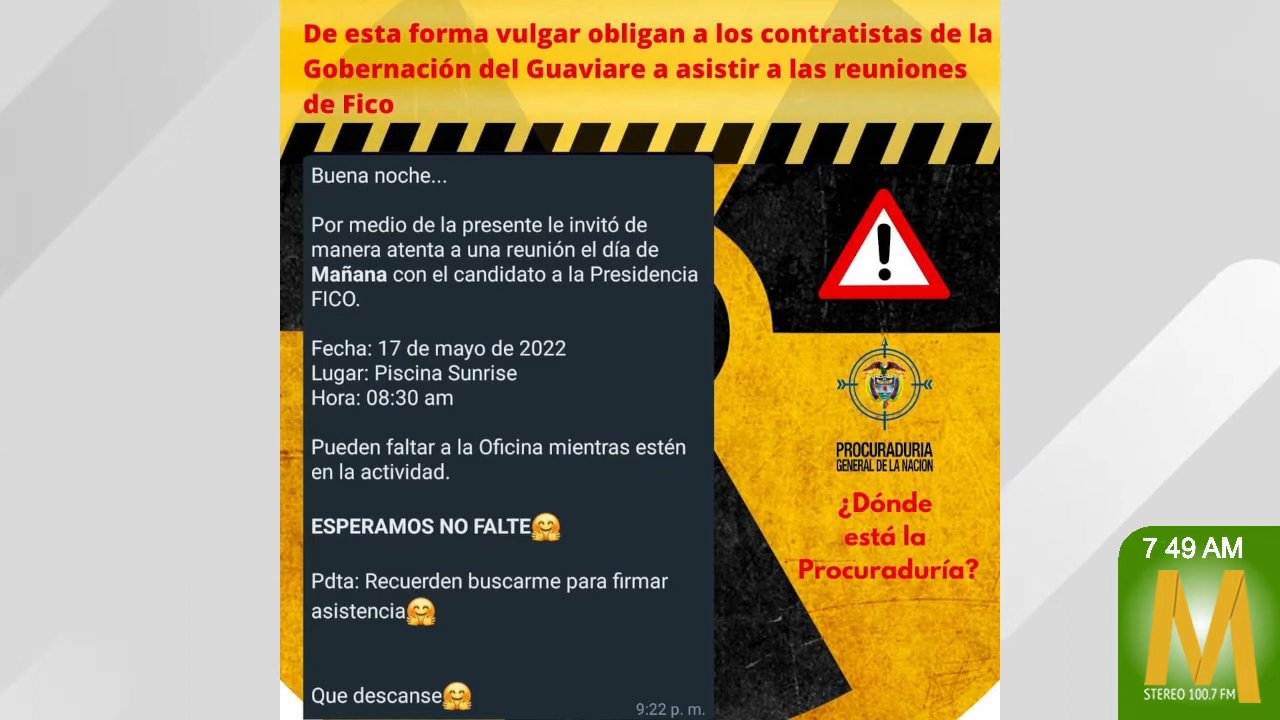 De esta forma vulgar obligan a los contratistas de la
Gobernación del Guaviare a asistir a las reuniones
de Fico
Buena noche...
Por medio de la presente le invitó de
manera atenta a una reunión el día de
Mañana con el candidato a la Presidencia
FICO.
Fecha: 17 de mayo de 2022
Lugar: Piscina Sunrise
Hora: 08:30 am
Pueden faltar a la Oficina mientras estén
en la actividad.
ESPERAMOS NO FALTE🤗
Pdta: Recuerden buscarme para firmar
asistencia🤗
Que descanse🤗
9:22 p. m.
PROCURADURIA
GENERAL DE LA NACION
¿Dónde
está la
Procuraduría?
7 49 AM
M
STEREO 100.7 FM